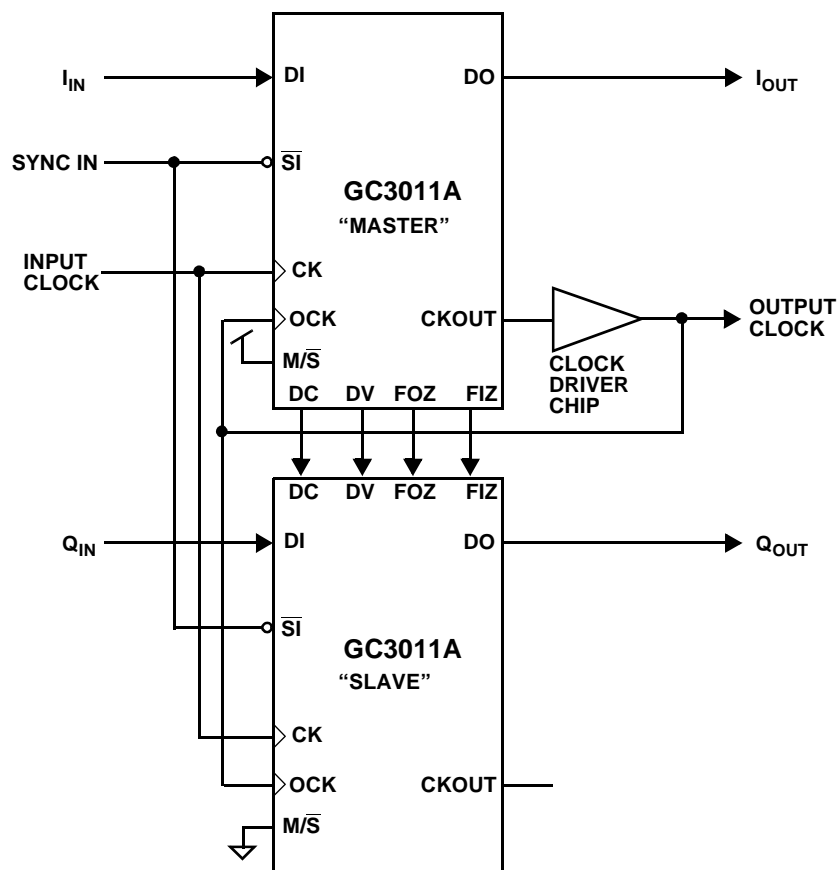 I_IN
DI
DO
I_OUT
SYNC IN
SI
GC3011A
“MASTER”
INPUT
CLOCK
CK
OCK
CKOUT
OUTPUT
CLOCK
M/S
CLOCK
DRIVER
CHIP
DC DV FOZ FIZ
DC DV FOZ FIZ
Q_IN
DI
DO
Q_OUT
SI
GC3011A
“SLAVE”
CK
OCK
CKOUT
M/S